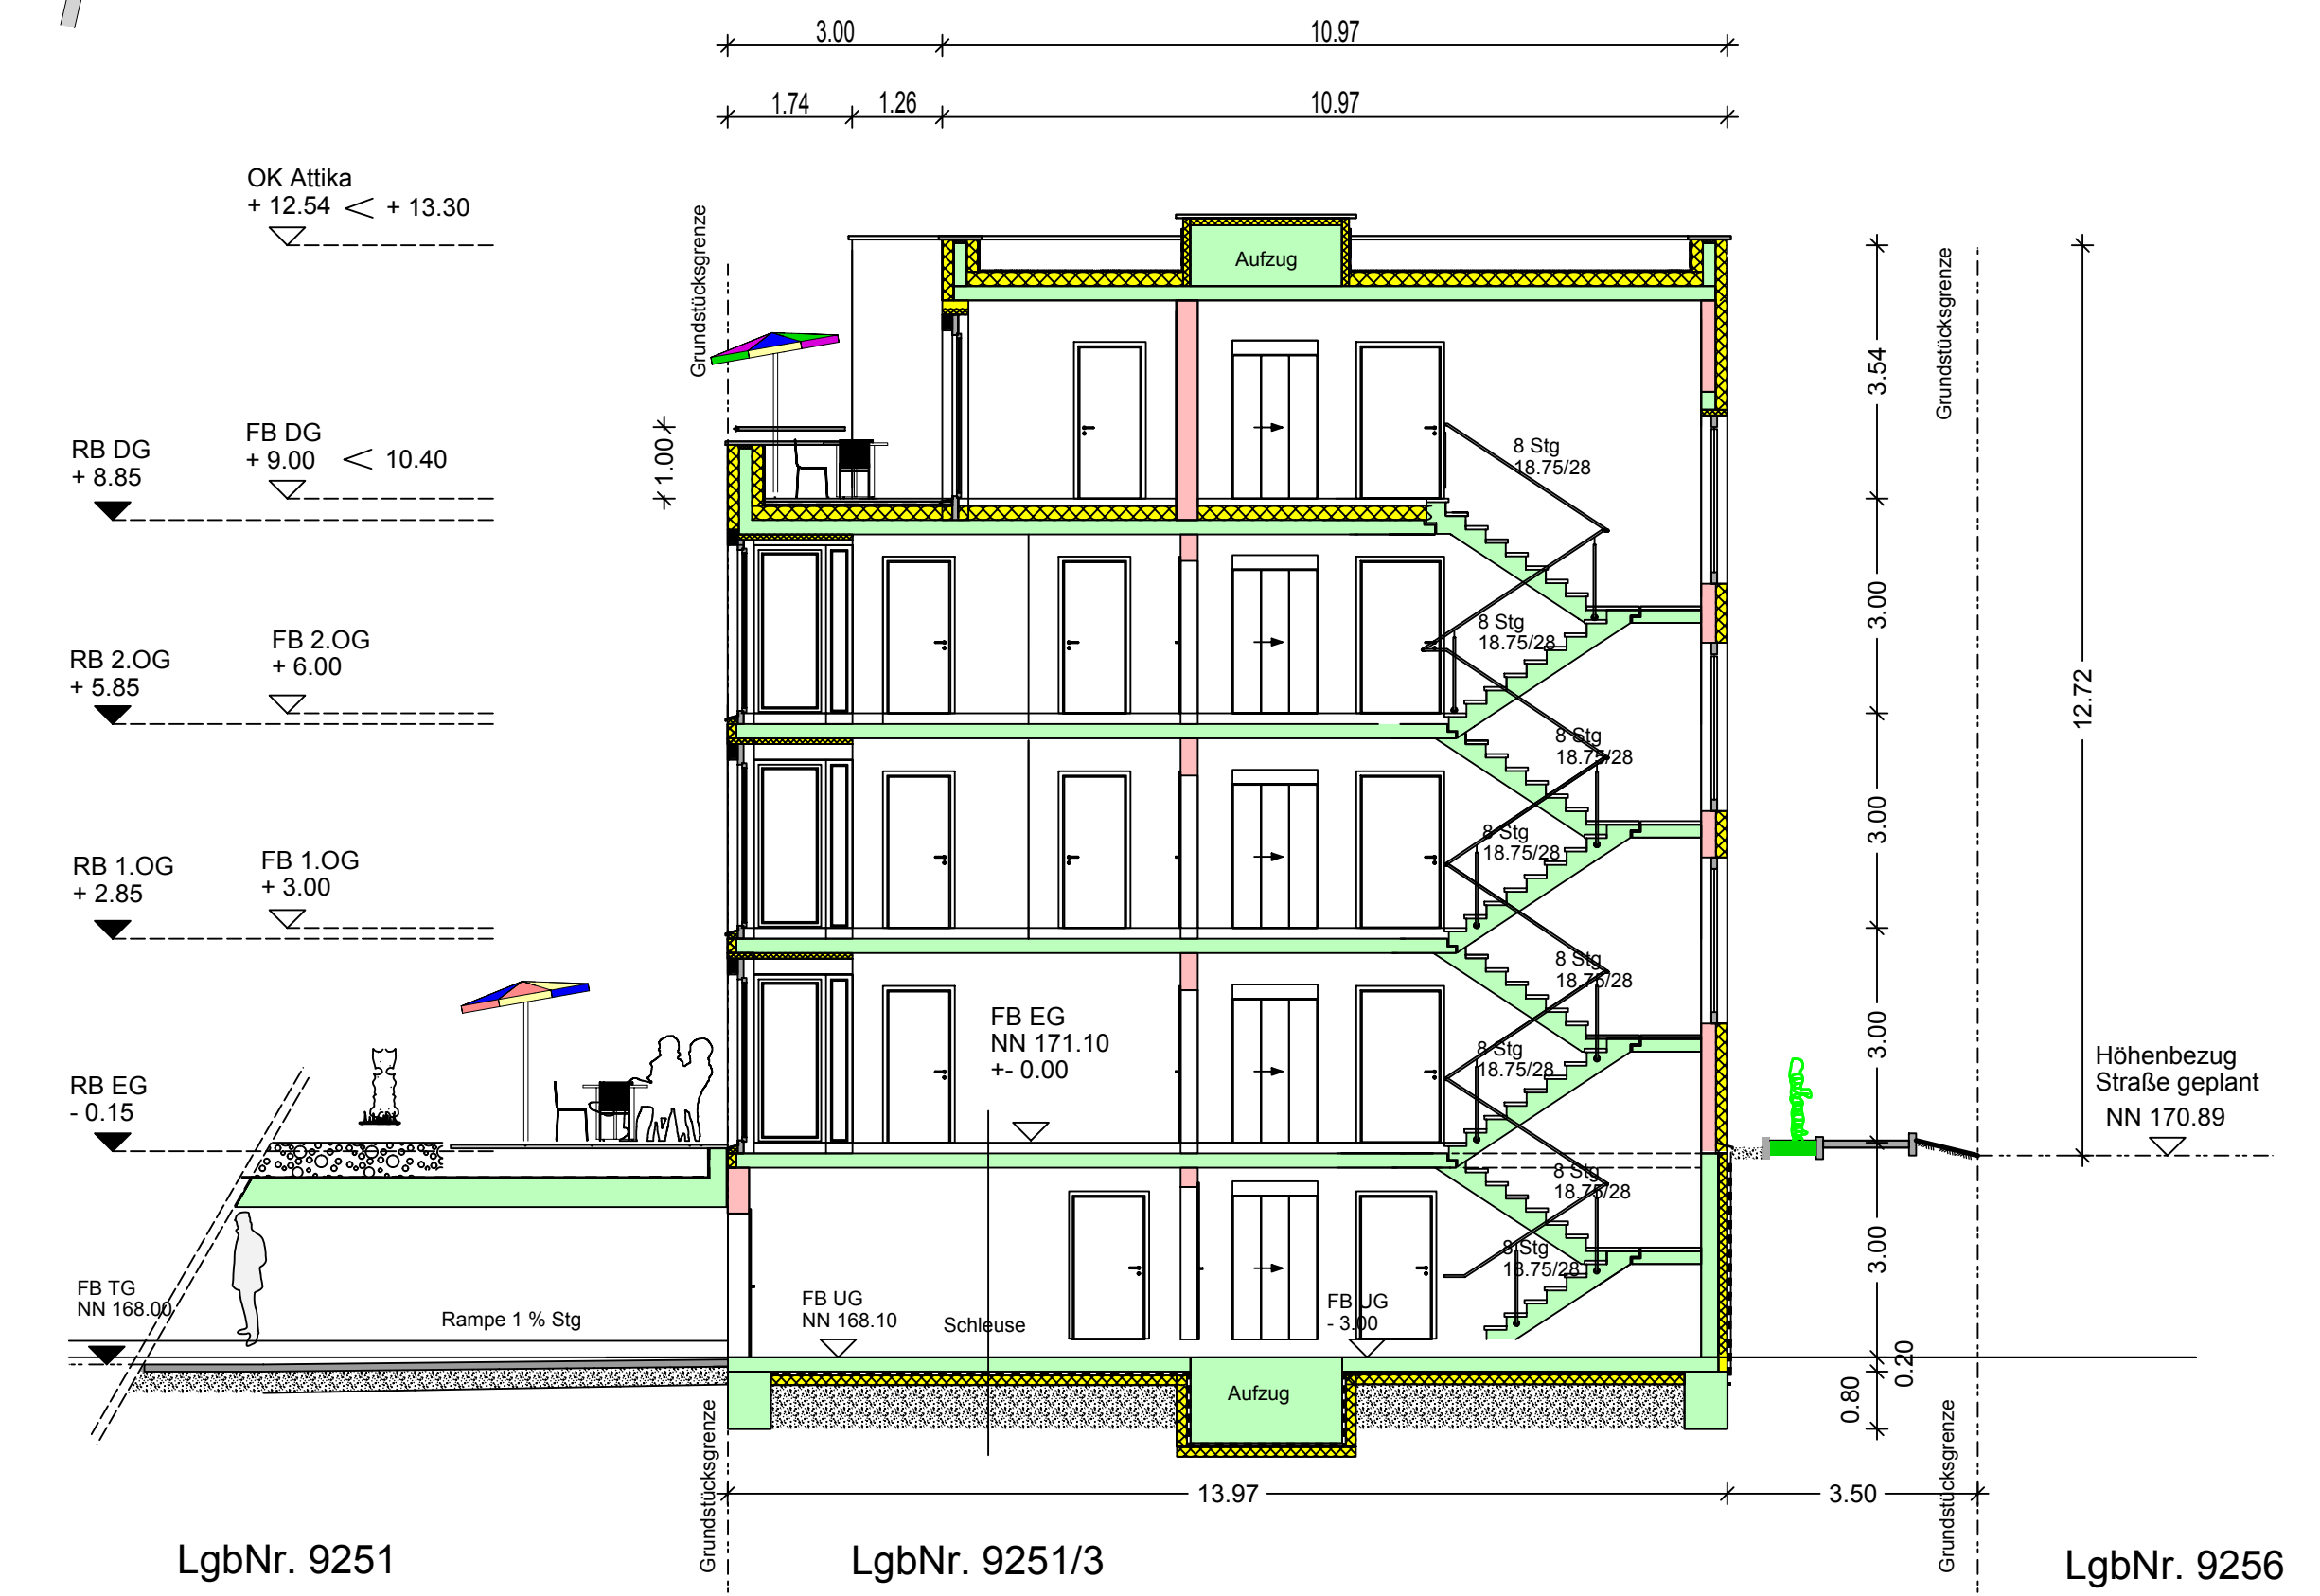 3.00
10.97
1.74
1.26
10.97
OK Attika
+ 12.54 < + 13.30
Grundstücksgrenze
Grundstücksgrenze
Aufzug
3.54
RB DG
+ 8.85
FB DG
+ 9.00 < 10.40
1.00
8 Stg
18.75/28
3.00
RB 2.OG
+ 5.85
FB 2.OG
+ 6.00
8 Stg
18.75/28
12.72
8 Stg
18.75/28
3.00
RB 1.OG
+ 2.85
FB 1.OG
+ 3.00
8 Stg
18.75/28
8 Stg
18.75/28
3.00
FB EG
NN 171.10
+- 0.00
8 Stg
18.75/28
RB EG
- 0.15
Höhenbezug
Straße geplant
NN 170.89
8 Stg
18.75/28
3.00
8 Stg
18.75/28
FB TG
NN 168.00
Rampe 1 % Stg
FB UG
NN 168.10
Schleuse
FB UG
- 3.00
0.20
0.80
Aufzug
Grundstücksgrenze
Grundstücksgrenze
13.97
3.50
LgbNr. 9251
LgbNr. 9251/3
LgbNr. 9256